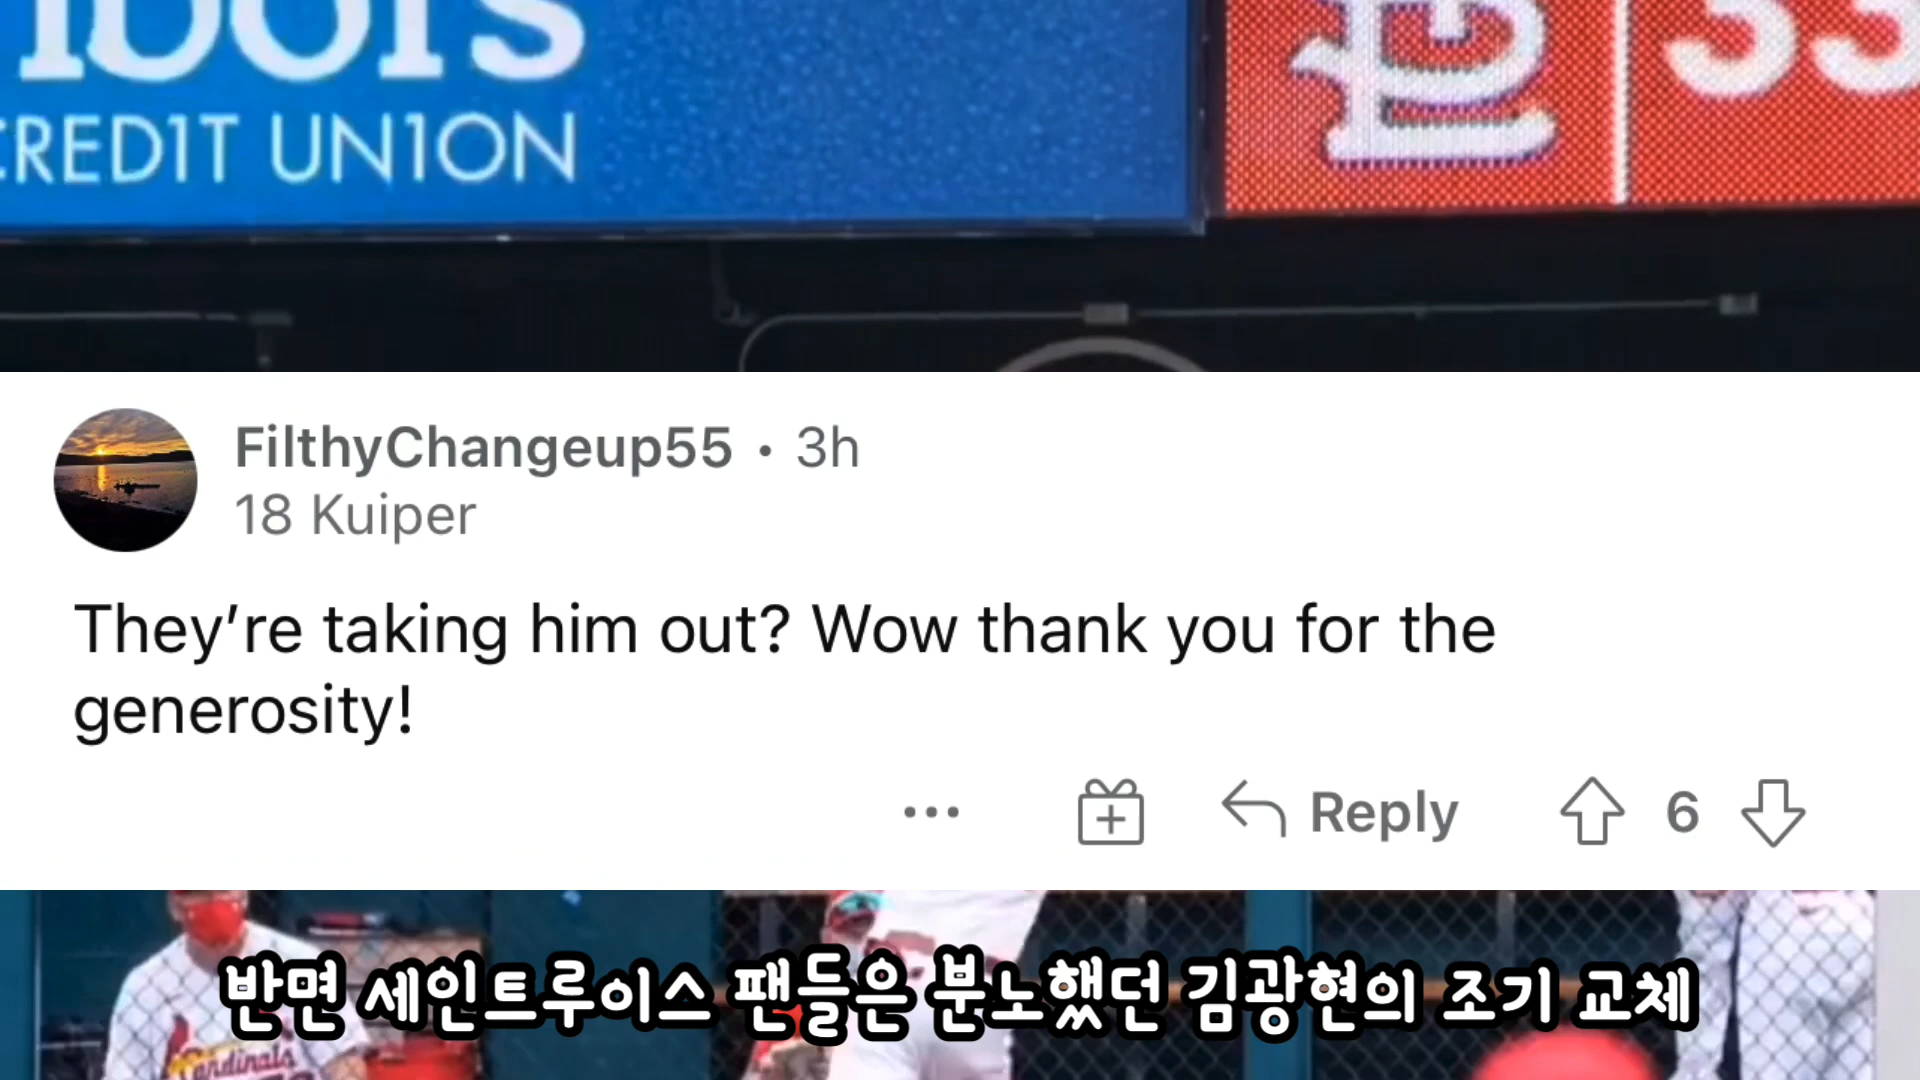 CREDIT UNION
FilthyChangeup55 • 3h
18 Kuiper
They're taking him out? Wow thank you for the
generosity!
... Reply 6
반면 세인트루이스 팬들은 분노했던 김광현의 조기 교체
Cardinals